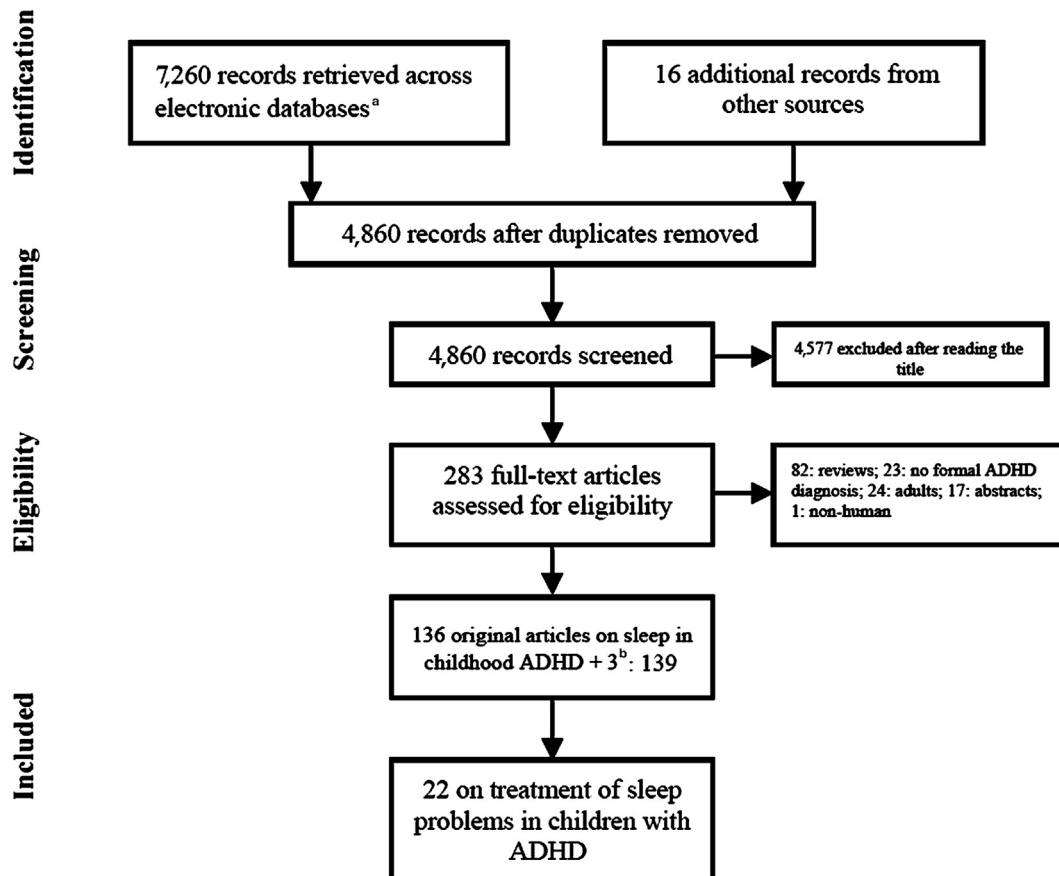 Identification
7,260 records retrieved across
electronic databasesᵃ
16 additional records from
other sources
4,860 records after duplicates removed
Screening
4,860 records screened
4,577 excluded after reading the
title
Eligibility
283 full-text articles
assessed for eligibility
82: reviews; 23: no formal ADHD
diagnosis; 24: adults; 17: abstracts;
1: non-human
Included
136 original articles on sleep in
childhood ADHD + 3ᵇ: 139
22 on treatment of sleep
problems in children with
ADHD